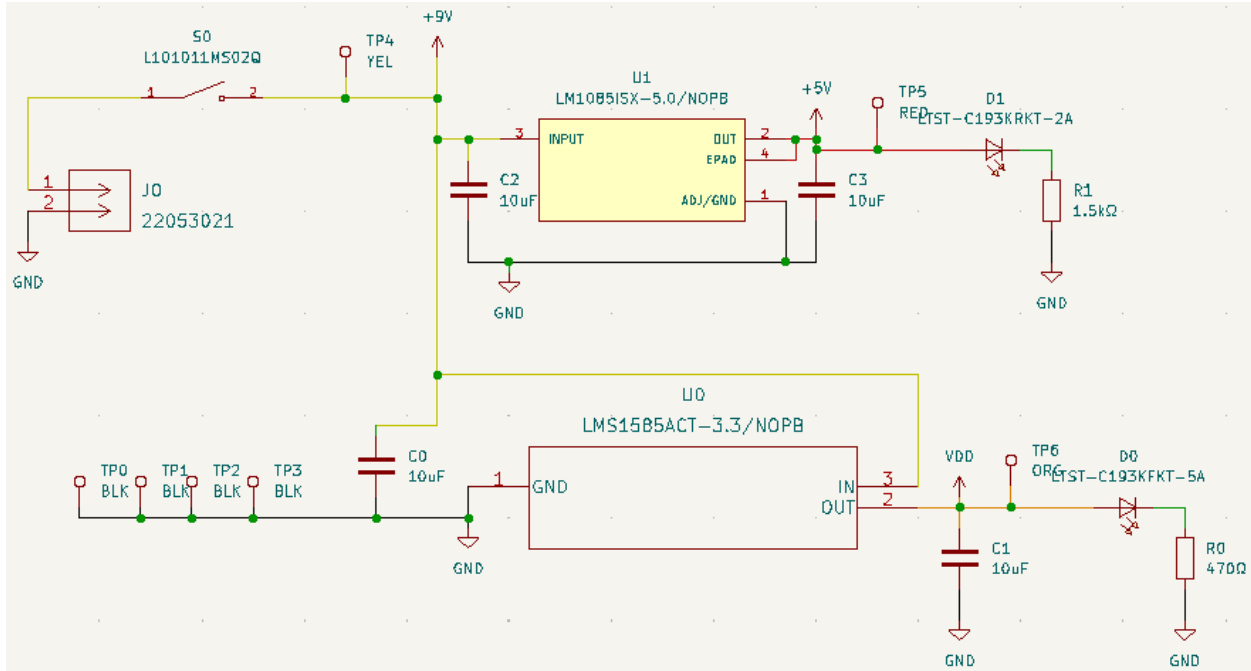 +9V
S0
L101011MS02Q
TP4
YEL
1
2
U1
LM1085ISX-5.0/NOPB
+5V
TP5
RED
D1
LTST-C193KRKT-2A
3
INPUT
OUT
2
EPAD
4
ADJ/GND
1
C2
10uF
C3
10uF
R1
1.5kΩ
1
2
J0
22053021
GND
GND
GND
U0
LMS1585ACT-3.3/NOPB
TP0
BLK
TP1
BLK
TP2
BLK
TP3
BLK
C0
10uF
1
GND
IN
3
OUT
2
VDD
TP6
ORG
D0
LTST-C193KFKT-5A
GND
C1
10uF
R0
470Ω
GND
GND